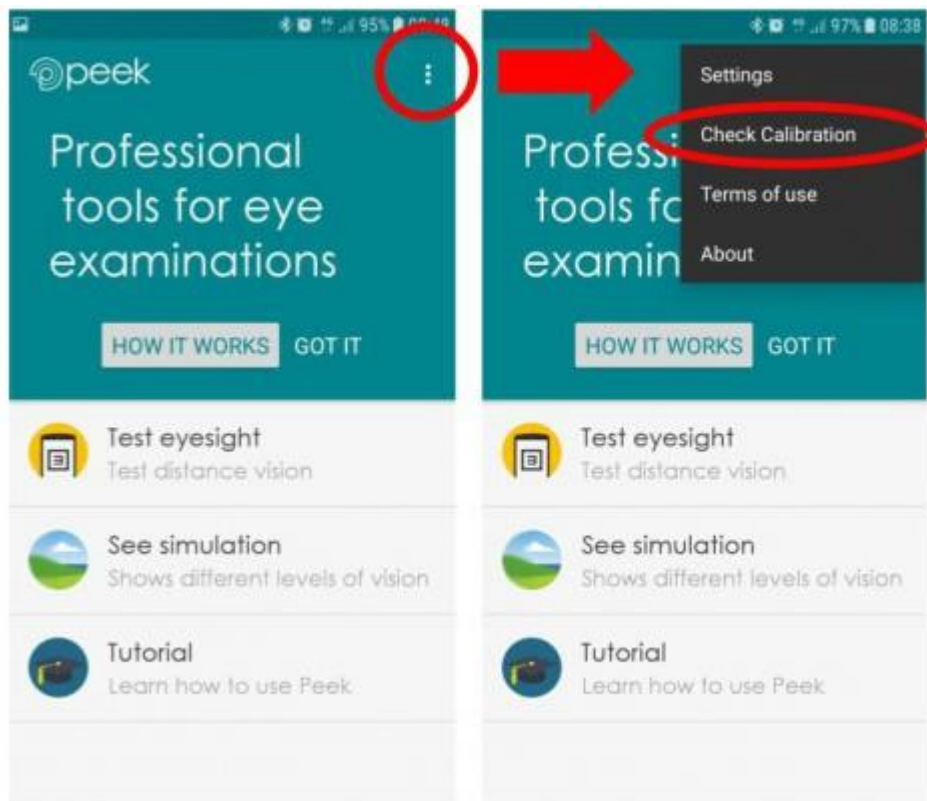 95% 08:49
peek
Professional
tools for eye
examinations
HOW IT WORKS GOT IT
Test eyesight
Test distance vision
See simulation
Shows different levels of vision
Tutorial
Learn how to use Peek
97% 08:38
Settings
Check Calibration
Terms of use
About
Professi
tools fo
examin
HOW IT WORKS GOT IT
Test eyesight
Test distance vision
See simulation
Shows different levels of vision
Tutorial
Learn how to use Peek